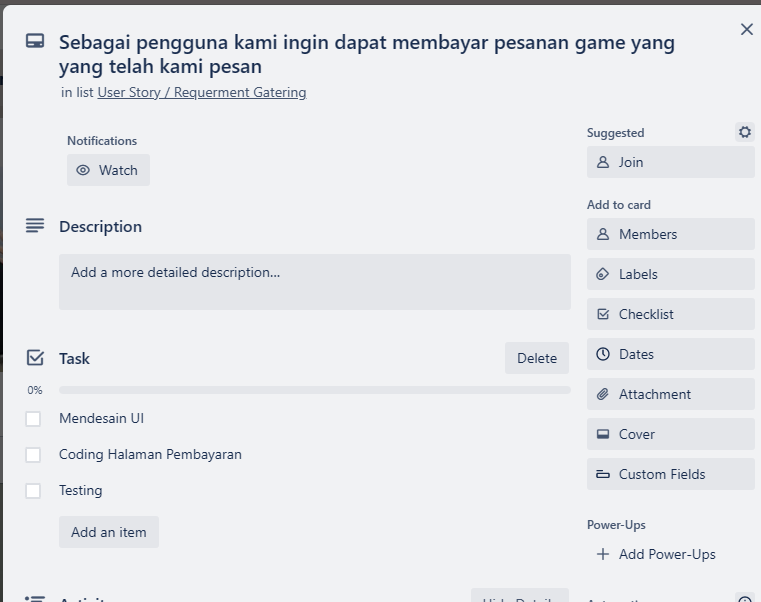 Sebagai pengguna kami ingin dapat membayar pesanan game yang
yang telah kami pesan
in list User Story / Requerment Gatering
Notifications
Watch
Description
Add a more detailed description...
Task
Delete
0%
Mendesain UI
Coding Halaman Pembayaran
Testing
Add an item
Suggested
Join
Add to card
Members
Labels
Checklist
Dates
Attachment
Cover
Custom Fields
Power-Ups
Add Power-Ups